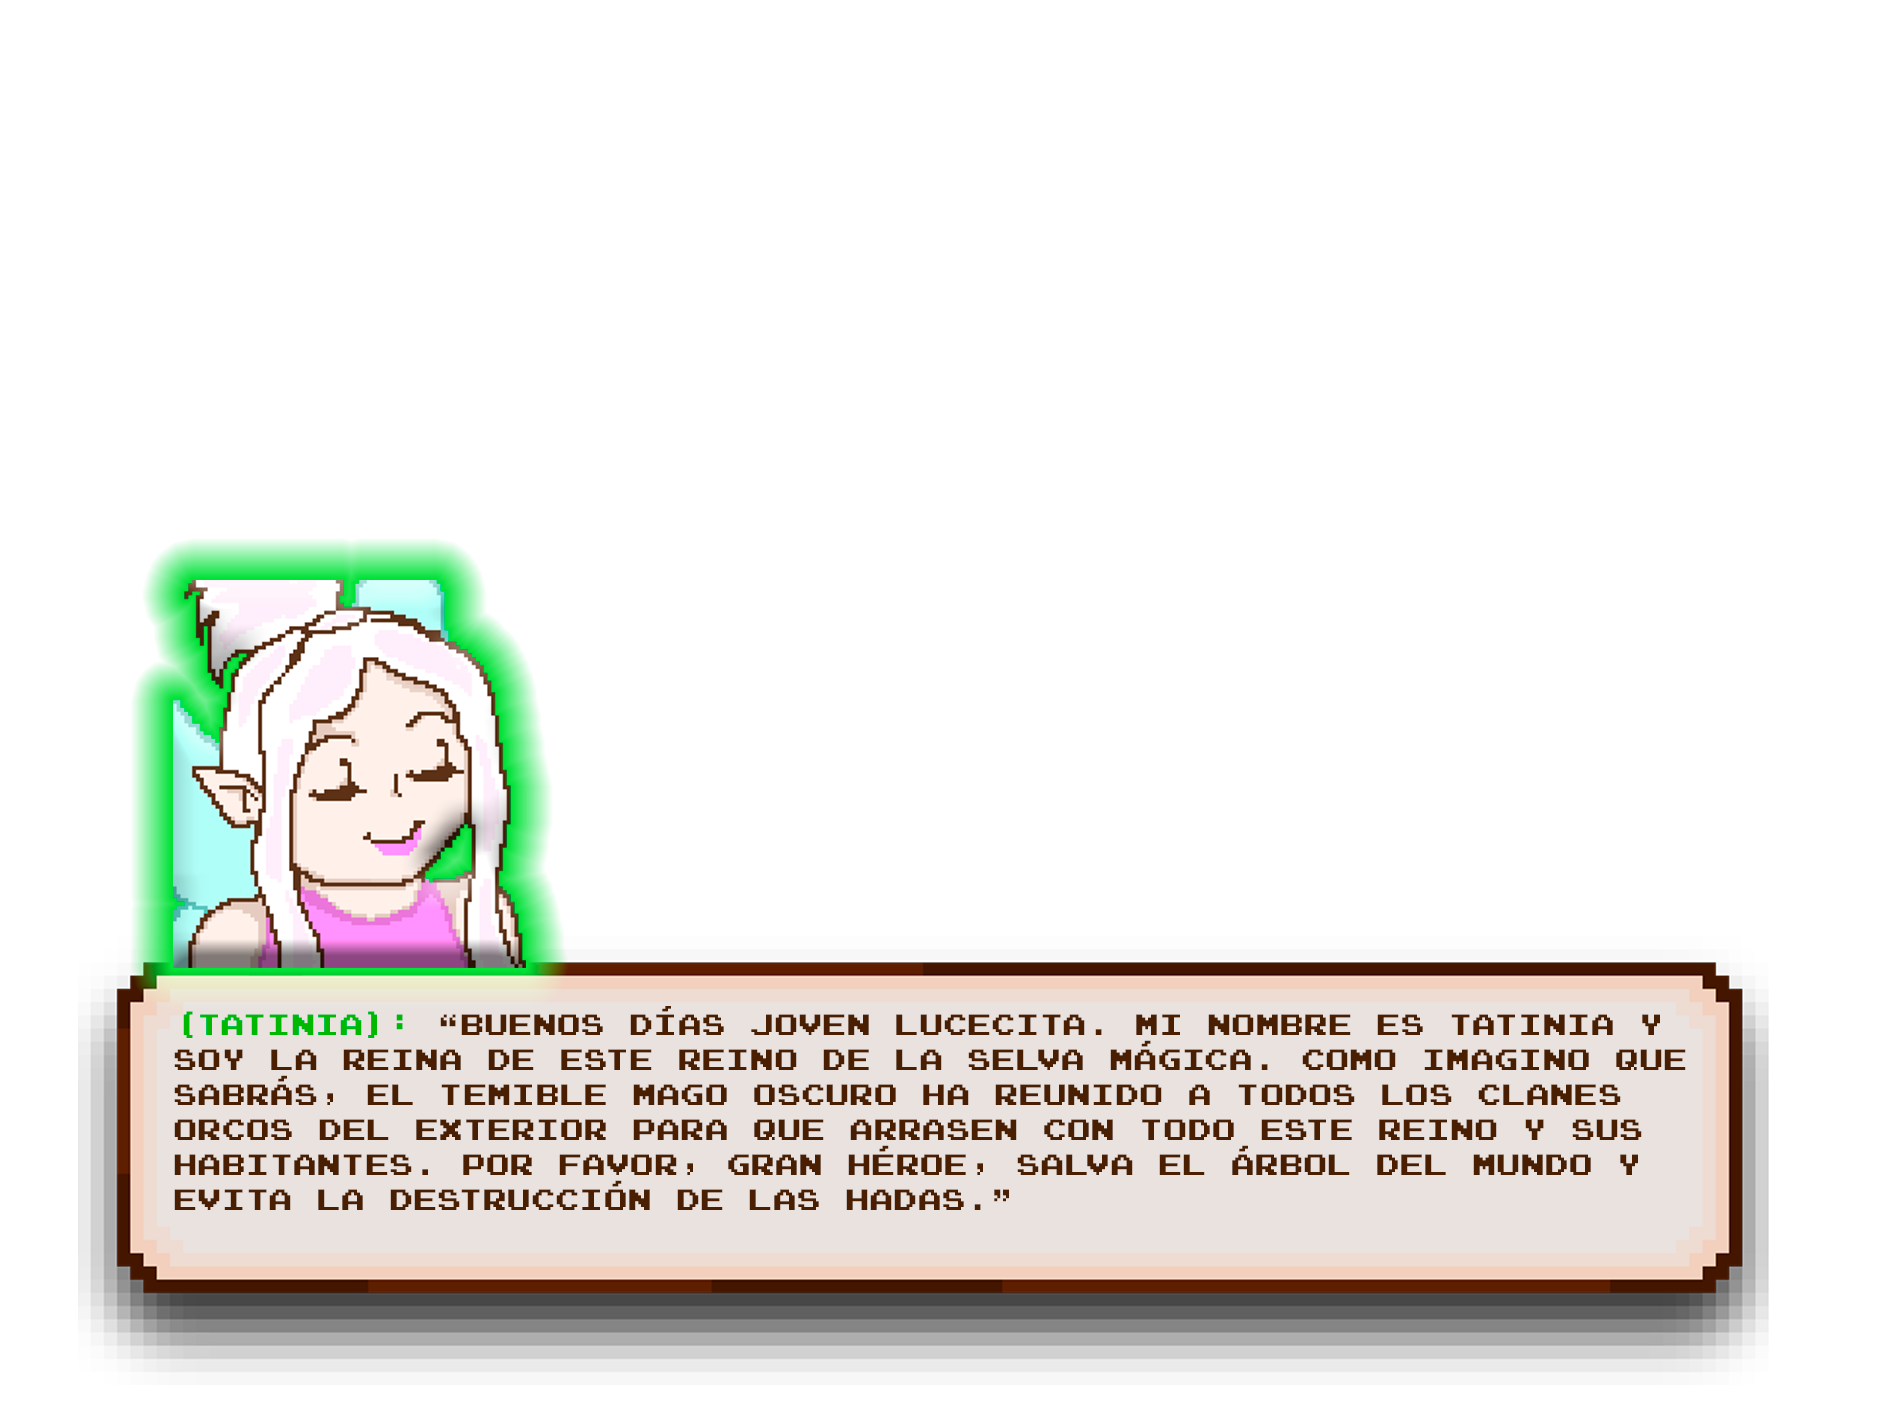 (TATINIA): “BUENOS DÍAS JOVEN LUCECITA. MI NOMBRE ES TATINIA Y
SOY LA REINA DE ESTE REINO DE LA SELVA MÁGICA. COMO IMAGINO QUE
SABRÁS, EL TEMIBLE MAGO OSCURO HA REUNIDO A TODOS LOS CLANES
ORCOS DEL EXTERIOR PARA QUE ARRASEN CON TODO ESTE REINO Y SUS
HABITANTES. POR FAVOR, GRAN HÉROE, SALVA EL ÁRBOL DEL MUNDO Y
EVITA LA DESTRUCCIÓN DE LAS HADAS.”